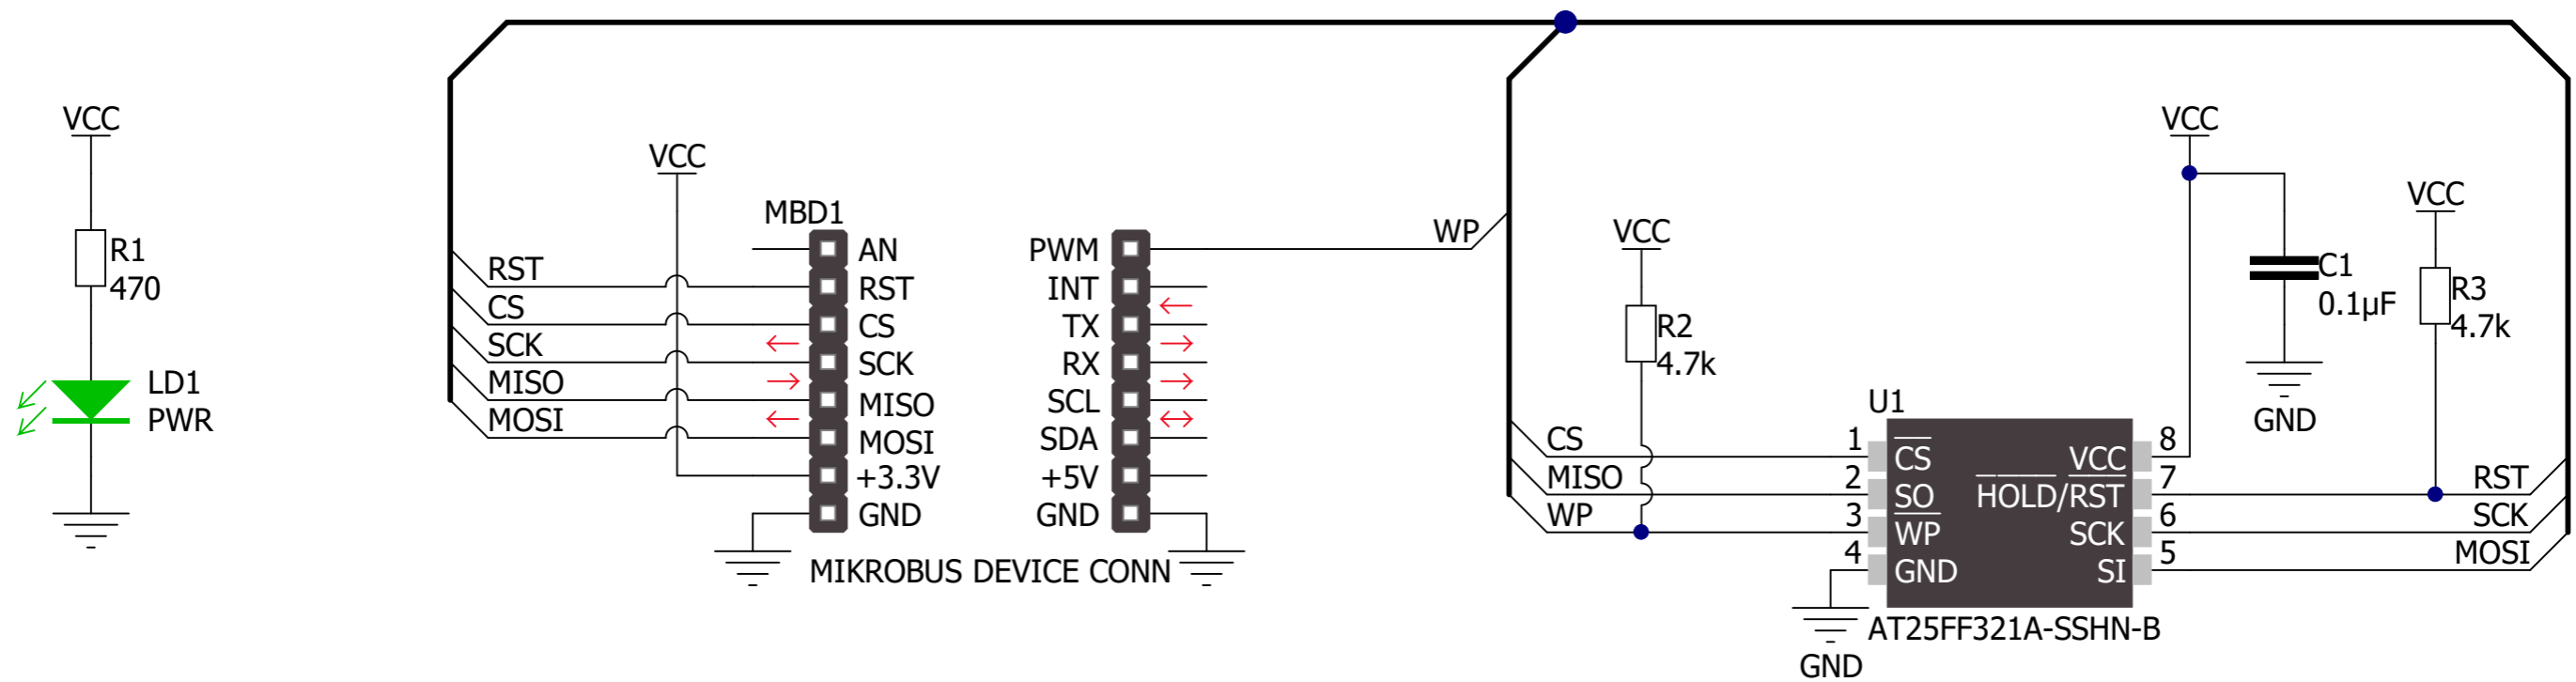 VCC
R1
470
LD1
PWR
VCC
MBD1
RST
CS
SCK
MISO
MOSI
AN
RST
CS
SCK
MISO
MOSI
+3.3V
GND
PWM
INT
TX
RX
SCL
SDA
+5V
GND
MIKROBUS DEVICE CONN
WP
VCC
R2
4.7k
CS
MISO
WP
U1
1
2
3
4
CS
SO
WP
GND
VCC
HOLD/RST
SCK
SI
8
7
6
5
AT25FF321A-SSHN-B
GND
VCC
C1
0.1µF
GND
VCC
R3
4.7k
RST
SCK
MOSI